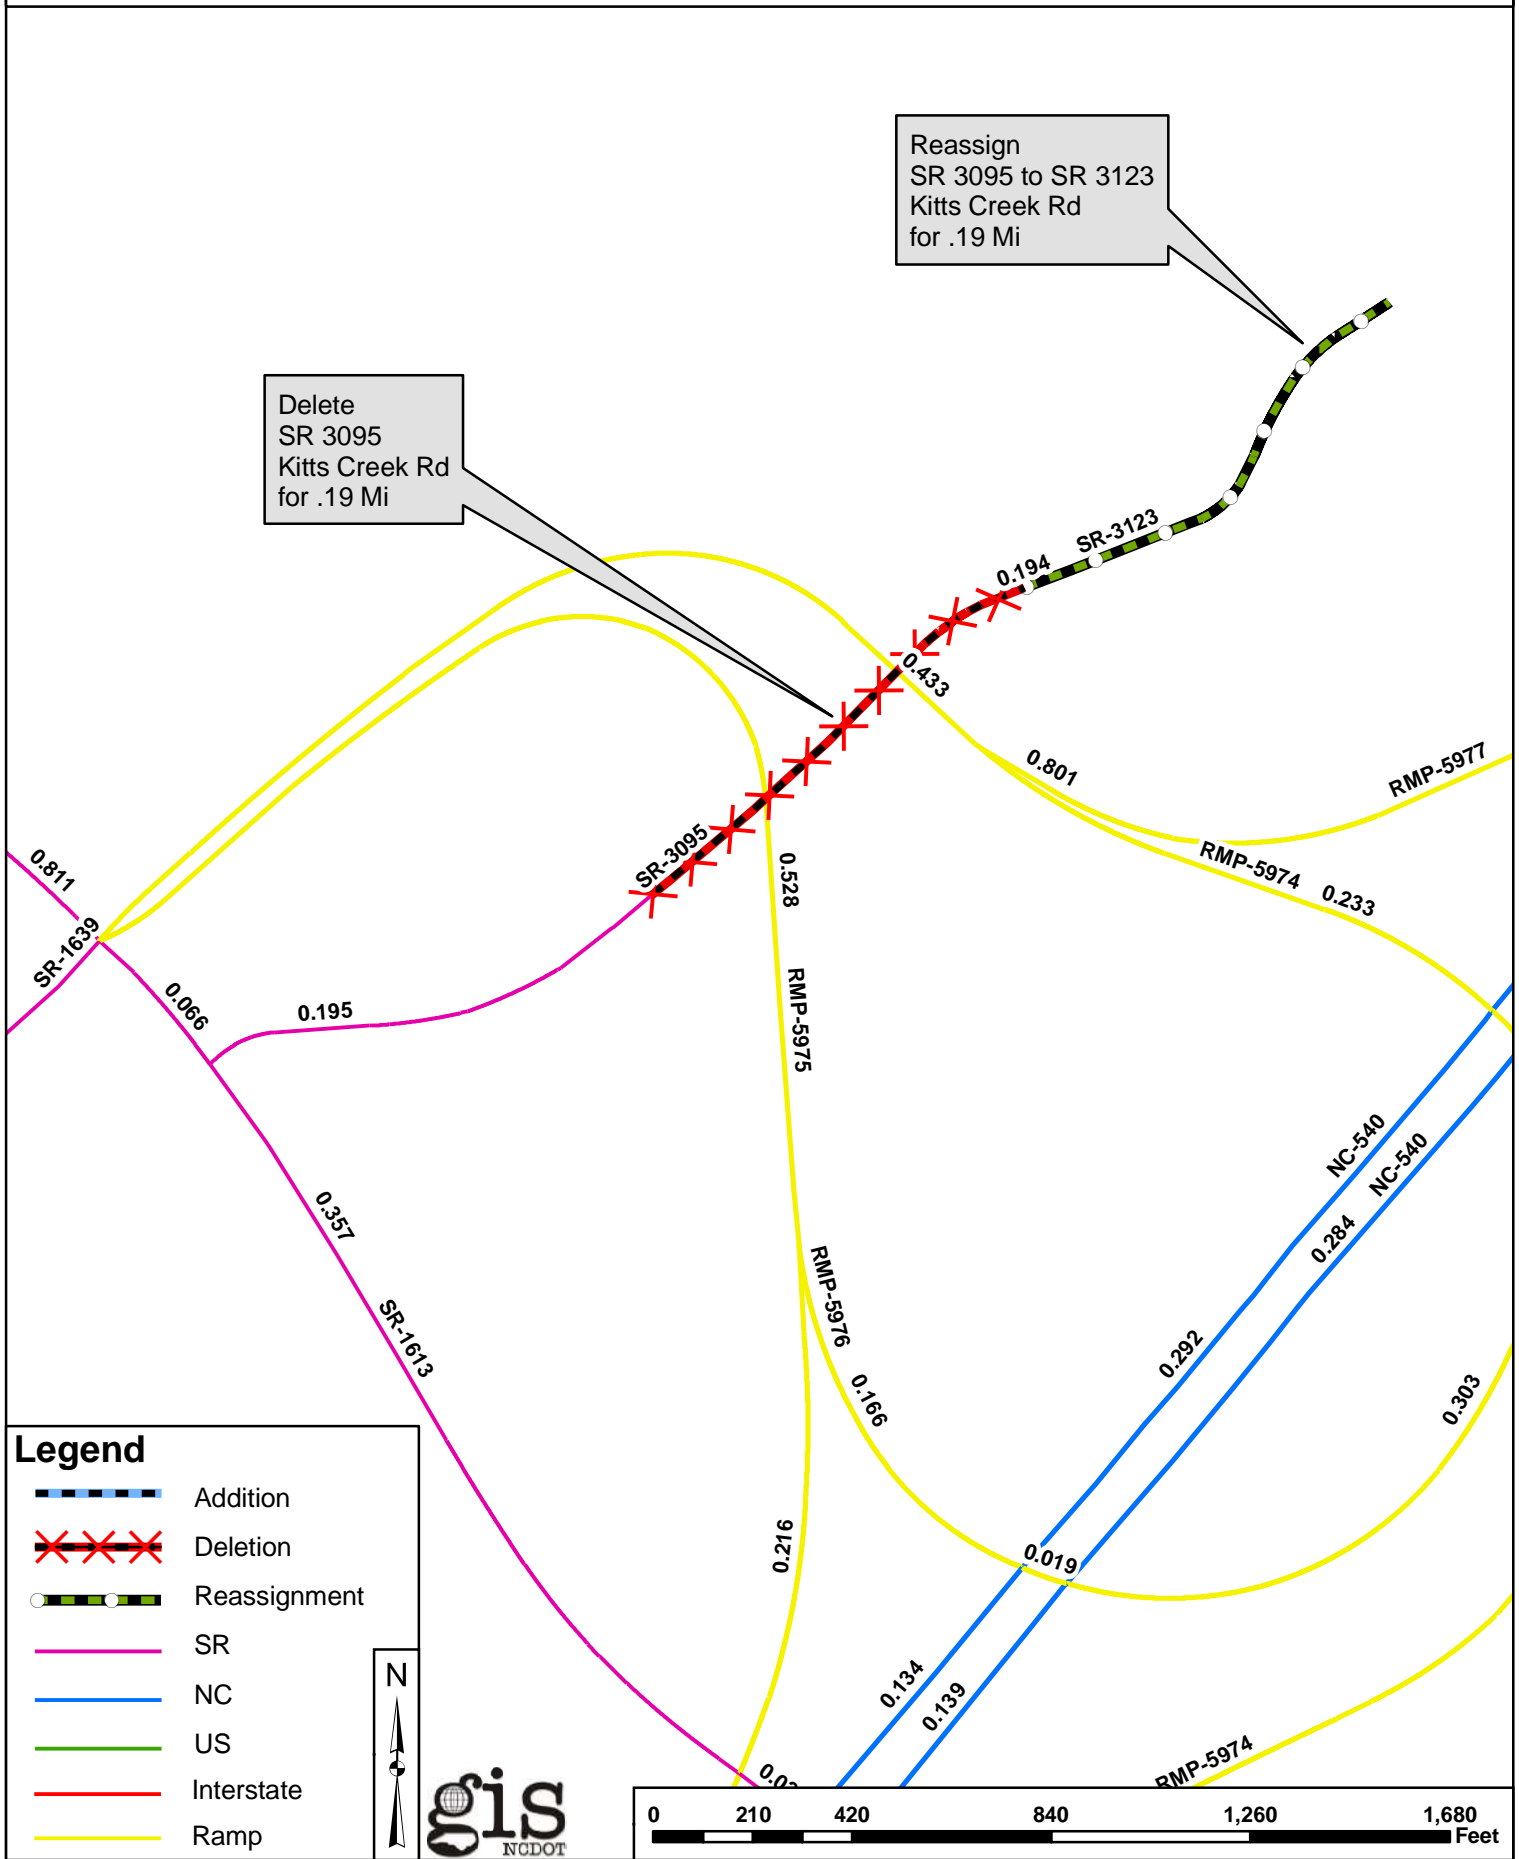 Reassign
SR 3095 to SR 3123
Kitts Creek Rd
for .19 Mi
Delete
SR 3095
Kitts Creek Rd
for .19 Mi
SR-3123
0.194
0.433
0.801
RMP-5977
SR-3095
0.811
0.528
RMP-5974
0.233
SR-1639
0.066
0.195
RMP-5975
NC-540
NC-540
0.357
0.284
RMP-5976
SR-1613
0.292
0.166
0.303
0.216
0.019
0.134
0.139
RMP-5974
Legend
Addition
Deletion
Reassignment
SR
NC
US
Interstate
Ramp
N
gis
NCDOT
0 210 420 840 1,260 1,680
Feet